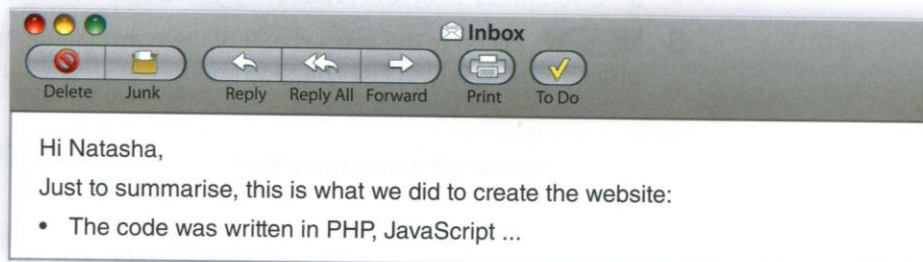 Inbox
Delete Junk Reply Reply All Forward Print To Do
Hi Natasha,
Just to summarise, this is what we did to create the website:
• The code was written in PHP, JavaScript ...